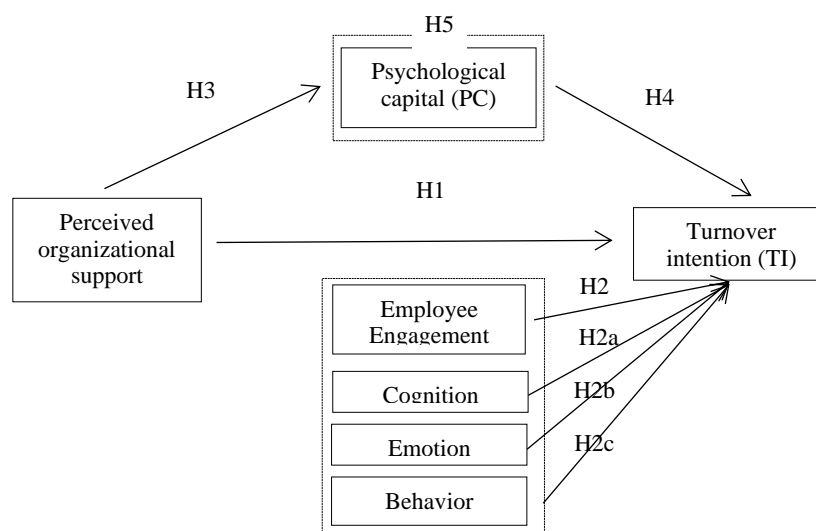 H5
Psychological
capital (PC)
H3
H4
H1
Perceived
organizational
support
Turnover
intention (TI)
H2
Employee
Engagement
H2a
Cognition
H2b
Emotion
H2c
Behavior